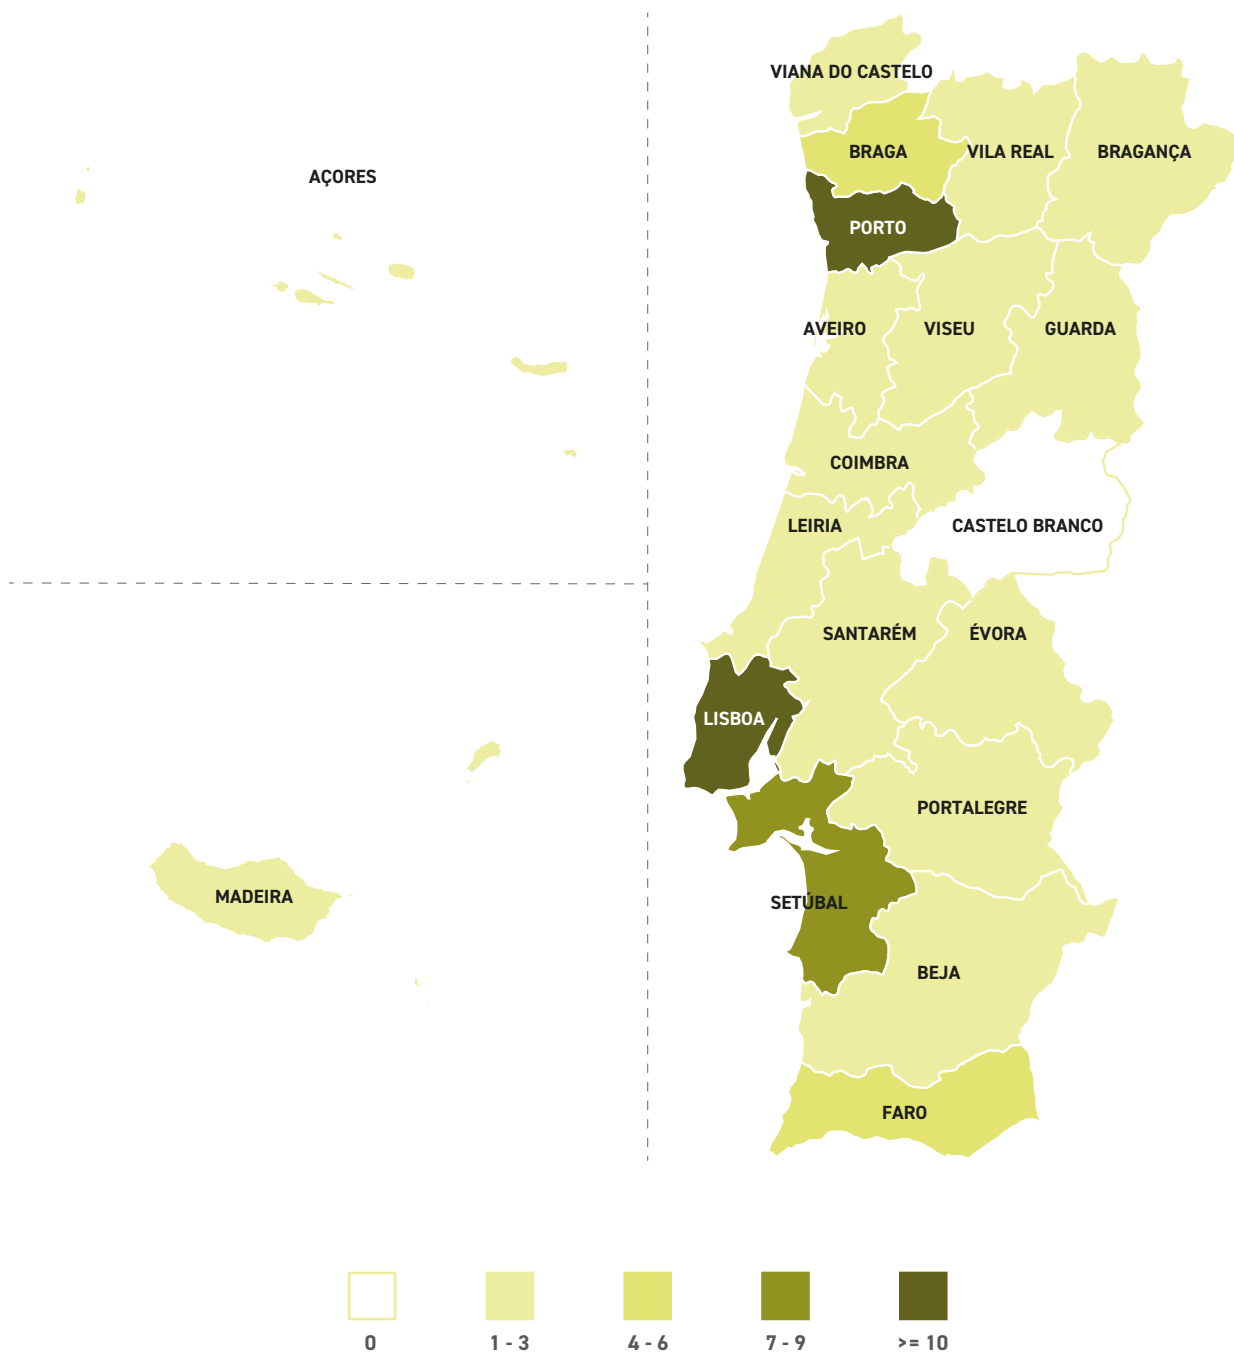 VIANA DO CASTELO
BRAGA
VILA REAL
BRAGANÇA
AÇORES
PORTO
AVEIRO
VISEU
GUARDA
COIMBRA
LEIRIA
CASTELO BRANCO
SANTARÉM
ÉVORA
LISBOA
PORTALEGRE
MADEIRA
SETÚBAL
BEJA
FARO
0
1 - 3
4 - 6
7 - 9
>= 10